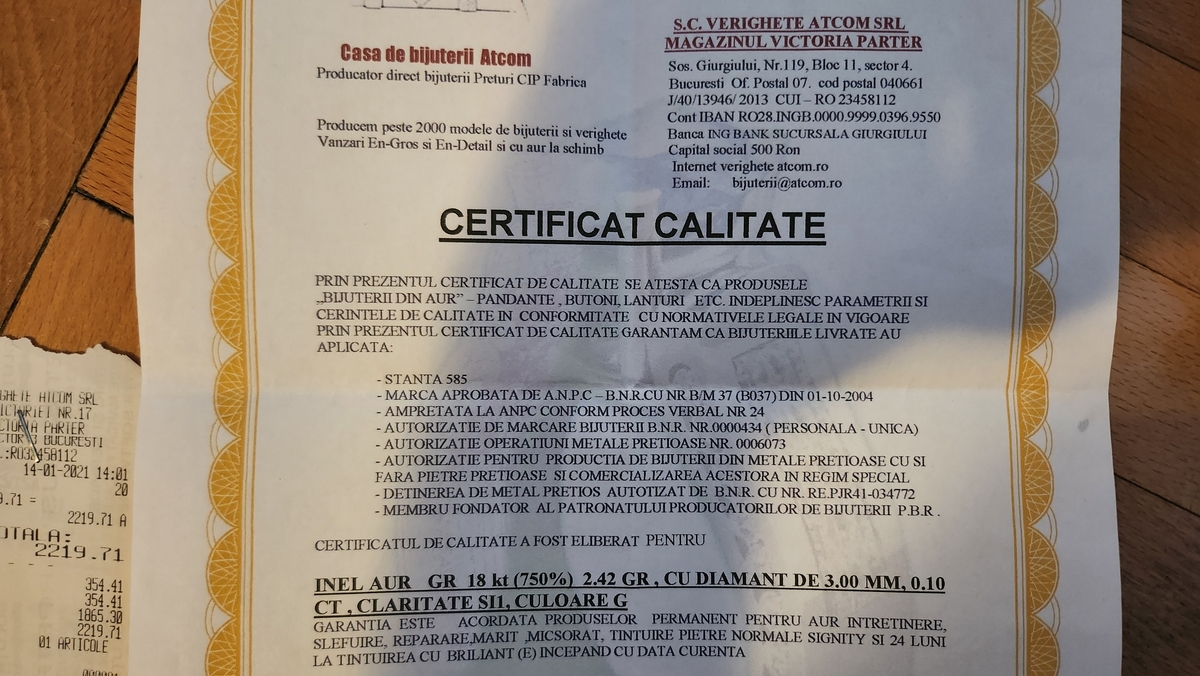 Casa de bijuterii Atcom
Producator direct bijuterii Preturi CIP Fabrica
Producem peste 2000 modele de bijuterii si verighete
Vanzari En-Gros si En-Detail si cu aur la schimb
S.C. VERIGHETE ATCOM SRL
MAGAZINUL VICTORIA PARTER
Sos. Giurgiului, Nr.119, Bloc 11, sector 4.
Bucuresti Of. Postal 07. cod postal 040661
J/40/13946/ 2013 CUI – RO 23458112
Cont IBAN RO28.INGB.0000.9999.0396.9550
Banca ING BANK SUCURSALA GIURGIULUI
Capital social 500 Ron
Internet verighete atcom.ro
Email: bijuterii@atcom.ro
CERTIFICAT CALITATE
PRIN PREZENTUL CERTIFICAT DE CALITATE SE ATESTA CA PRODUSELE
„BIJUTERII DIN AUR” – PANDANTE , BUTONI, LANTURI ETC. INDEPLINESC PARAMETRII SI
CERINTELE DE CALITATE IN CONFORMITATE CU NORMATIVELE LEGALE IN VIGOARE
PRIN PREZENTUL CERTIFICAT DE CALITATE GARANTAM CA BIJUTERIILE LIVRATE AU
APLICATA:
- STANTA 585
- MARCA APROBATA DE A.N.P.C – B.N.R.CU NR B/M 37 (B037) DIN 01-10-2004
- AMPRETATA LA ANPC CONFORM PROCES VERBAL NR 24
- AUTORIZATIE DE MARCARE BIJUTERII B.N.R. NR.0000434 ( PERSONALA - UNICA)
- AUTORIZATIE OPERATIUNI METALE PRETIOASE NR. 0006073
- AUTORIZATIE PENTRU PRODUCTIA DE BIJUTERII DIN METALE PRETIOASE CU SI
FARA PIETRE PRETIOASE SI COMERCIALIZAREA ACESTORA IN REGIM SPECIAL
- DETINEREA DE METAL PRETIOS AUTOTIZAT DE B.N.R. CU NR. RE.PJR41-034772
- MEMBRU FONDATOR AL PATRONATULUI PRODUCATORILOR DE BIJUTERII P.B.R .
CERTIFICATUL DE CALITATE A FOST ELIBERAT PENTRU
INEL AUR GR 18 kt (750%) 2.42 GR , CU DIAMANT DE 3.00 MM, 0.10
CT , CLARITATE SI1, CULOARE G
GARANTIA ESTE ACORDATA PRODUSELOR PERMANENT PENTRU AUR INTRETINERE,
SLEFUIRE, REPARARE,MARIT ,MICSORAT, TINTUIRE PIETRE NORMALE SIGNITY SI 24 LUNI
LA TINTUIREA CU BRILIANT (E) INCEPAND CU DATA CURENTA
ATCOM SRL
NR.17
PARTER
BUCURESTI
14-01-2021 14:01
20
9.71 =
2219.71 A
2219.71
354.41
354.41
1865.30
2219.71
01 ARTICOLE